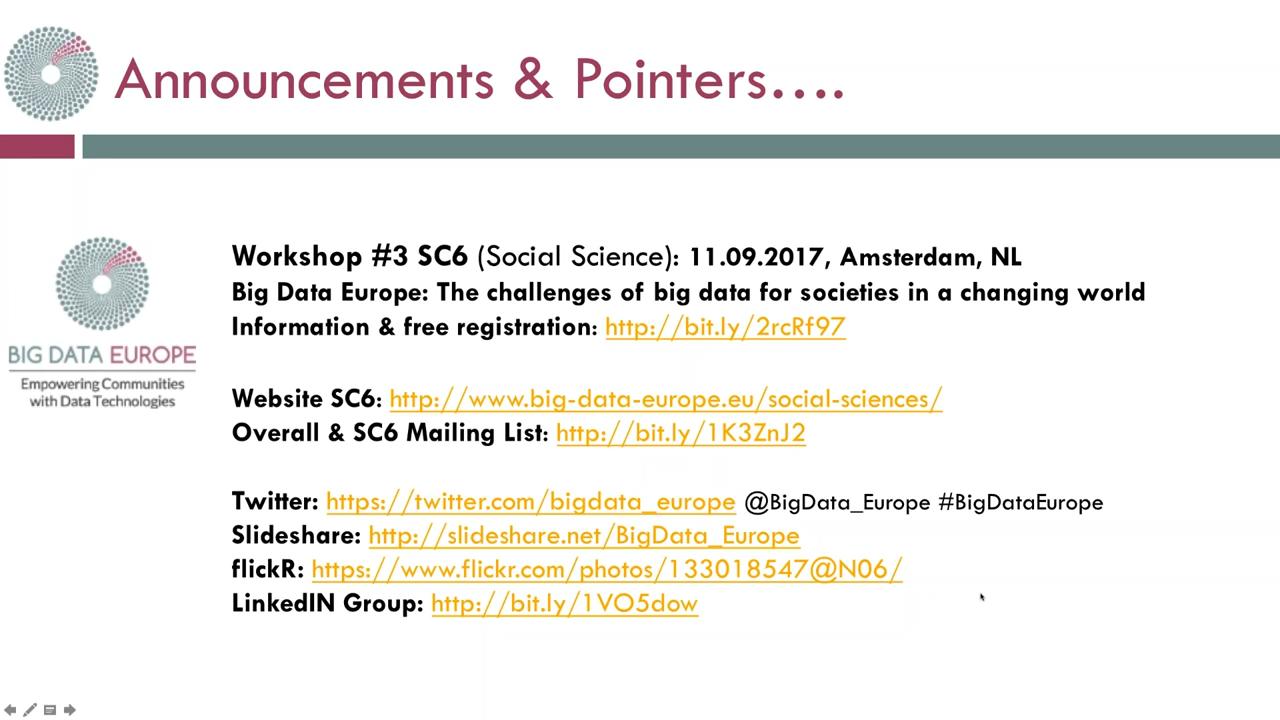 Announcements & Pointers....
Workshop #3 SC6 (Social Science): 11.09.2017, Amsterdam, NL
Big Data Europe: The challenges of big data for societies in a changing world
Information & free registration: http://bit.ly/2rcRf97
BIG DATA EUROPE
Empowering Communities
with Data Technologies
Website SC6: http://www.big-data-europe.eu/social-sciences/
Overall & SC6 Mailing List: http://bit.ly/1K3ZnJ2
Twitter: https://twitter.com/bigdata_europe @BigData_Europe #BigDataEurope
Slideshare: http://slideshare.net/BigData_Europe
flickR: https://www.flickr.com/photos/133018547@N06/
LinkedIN Group: http://bit.ly/1VO5dow